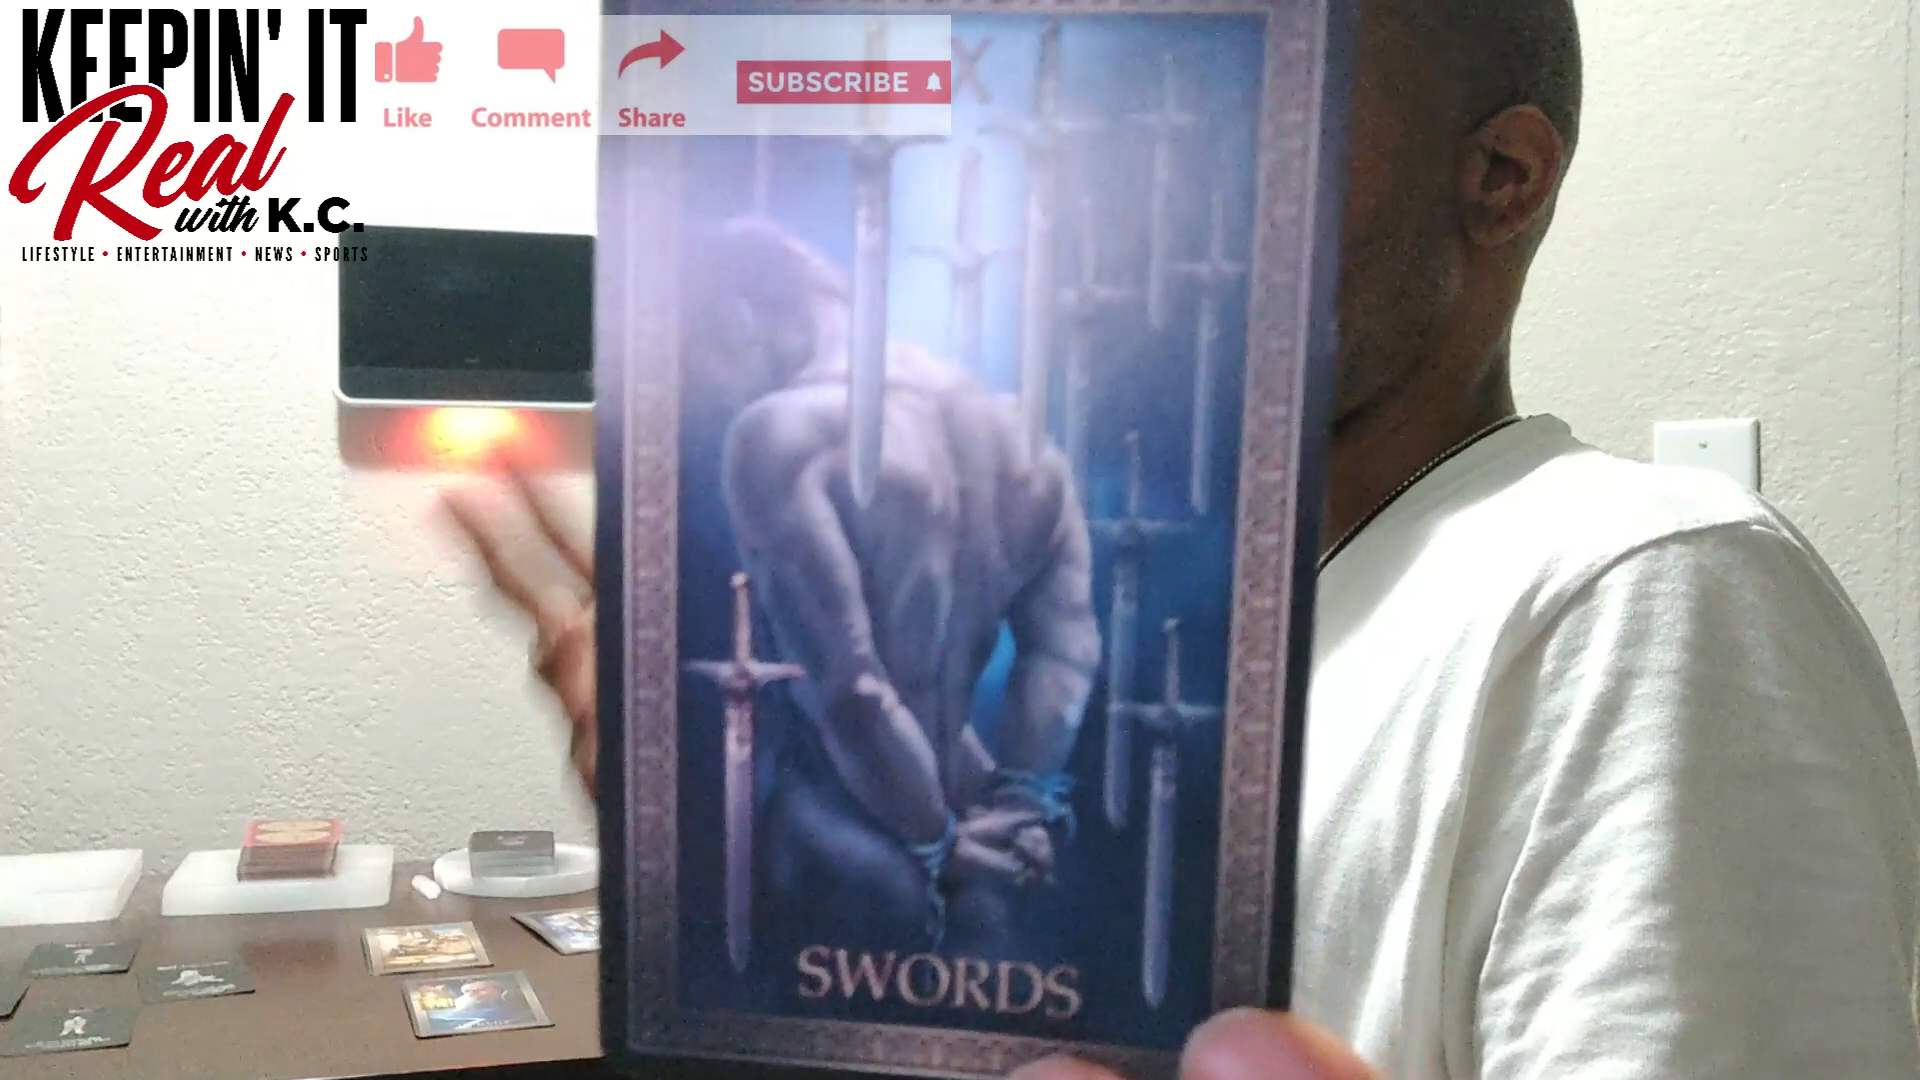 KEEPIN' IT
Real
with K.C.
LIFESTYLE • ENTERTAINMENT • NEWS • SPORTS
Like
Comment
Share
SUBSCRIBE
X
SWORDS